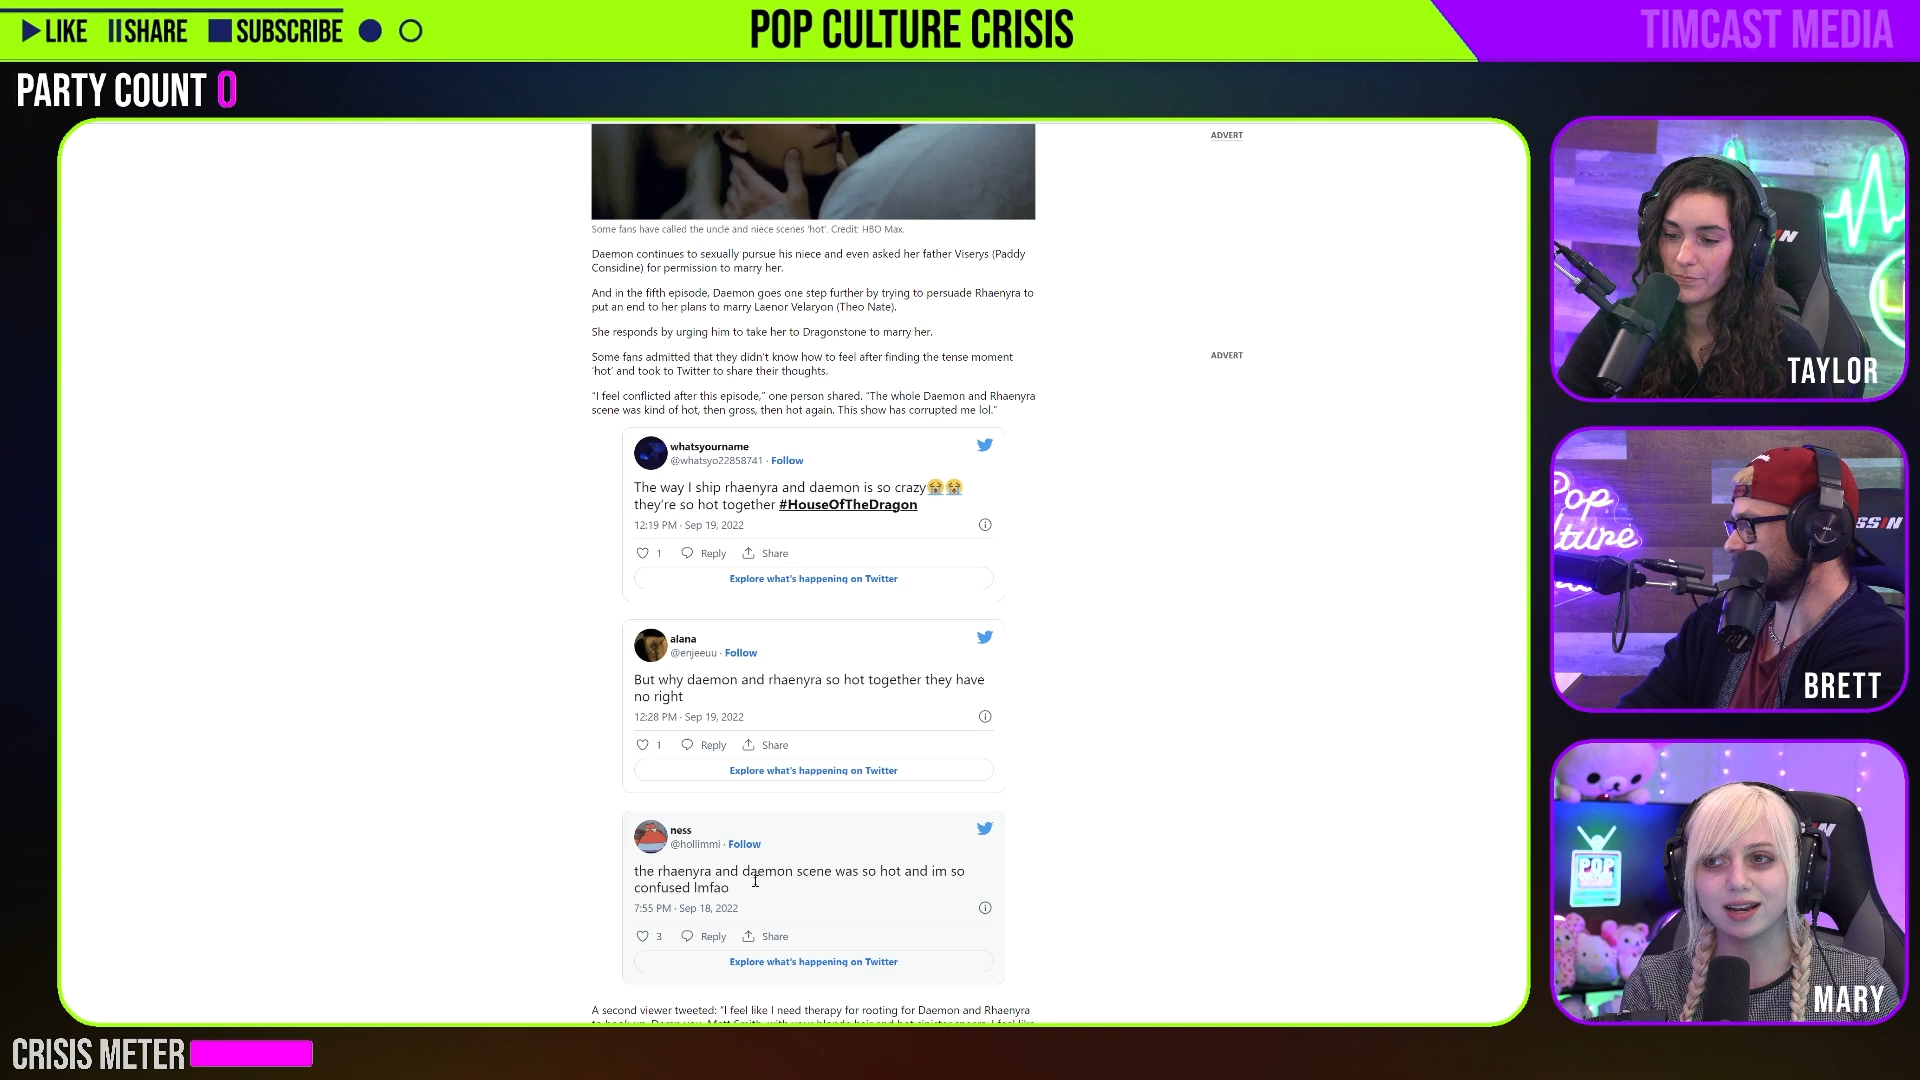 LIKE SHARE SUBSCRIBE
POP CULTURE CRISIS
TIMCAST MEDIA
PARTY COUNT 0
ADVERT
Some fans have called the uncle and niece scenes 'hot'. Credit: HBO Max.
Daemon continues to sexually pursue his niece and even asked her father Viserys (Paddy
Considine) for permission to marry her.
And in the fifth episode, Daemon goes one step further by trying to persuade Rhaenyra to
put an end to her plans to marry Laenor Velaryon (Theo Nate).
She responds by urging him to take her to Dragonstone to marry her.
Some fans admitted that they didn't know how to feel after finding the tense moment
'hot' and took to Twitter to share their thoughts.
ADVERT
"I feel conflicted after this episode," one person shared. "The whole Daemon and Rhaenyra
scene was kind of hot, then gross, then hot again. This show has corrupted me lol."
whatsyourname
@whatsyo22858741 · Follow
The way I ship rhaenyra and daemon is so crazy😭😭
they're so hot together #HouseOfTheDragon
12:19 PM · Sep 19, 2022
1 Reply Share
Explore what's happening on Twitter
alana
@enjeeuu · Follow
But why daemon and rhaenyra so hot together they have
no right
12:28 PM · Sep 19, 2022
1 Reply Share
Explore what's happening on Twitter
ness
@hollimmi · Follow
the rhaenyra and daemon scene was so hot and im so
confused lmfao
7:55 PM · Sep 18, 2022
3 Reply Share
Explore what's happening on Twitter
A second viewer tweeted: "I feel like I need therapy for rooting for Daemon and Rhaenyra
TAYLOR
Pop
ture
SSIN
BRETT
POP
MARY
CRISIS METER